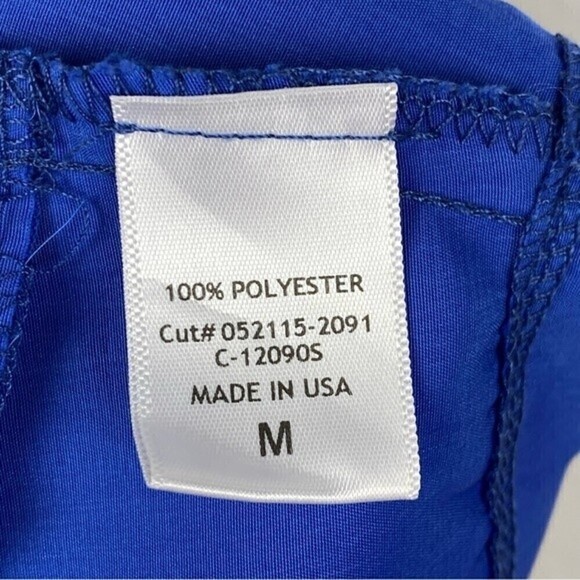 100% POLYESTER
Cut# 052115-2091
C-12090S
MADE IN USA
M